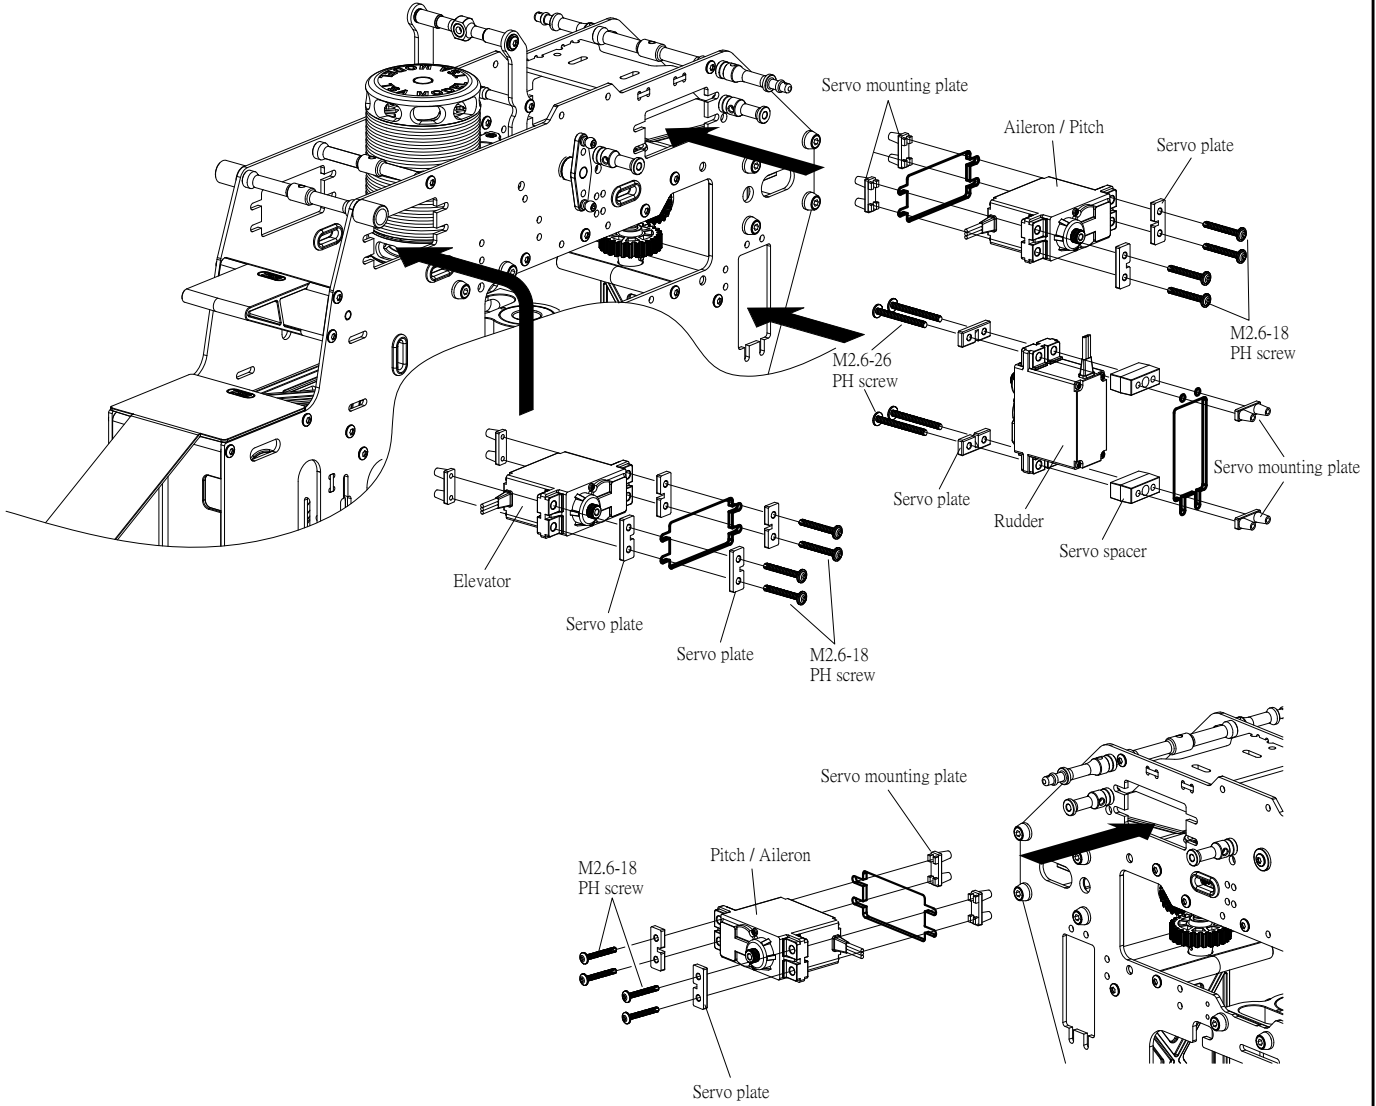 Servo mounting plate
Aileron / Pitch
Servo plate
M2.6-18
PH screw
M2.6-26
PH screw
Servo plate
Rudder
Servo mounting plate
Servo spacer
Elevator
Servo plate
Servo plate
M2.6-18
PH screw
Servo mounting plate
Pitch / Aileron
M2.6-18
PH screw
Servo plate